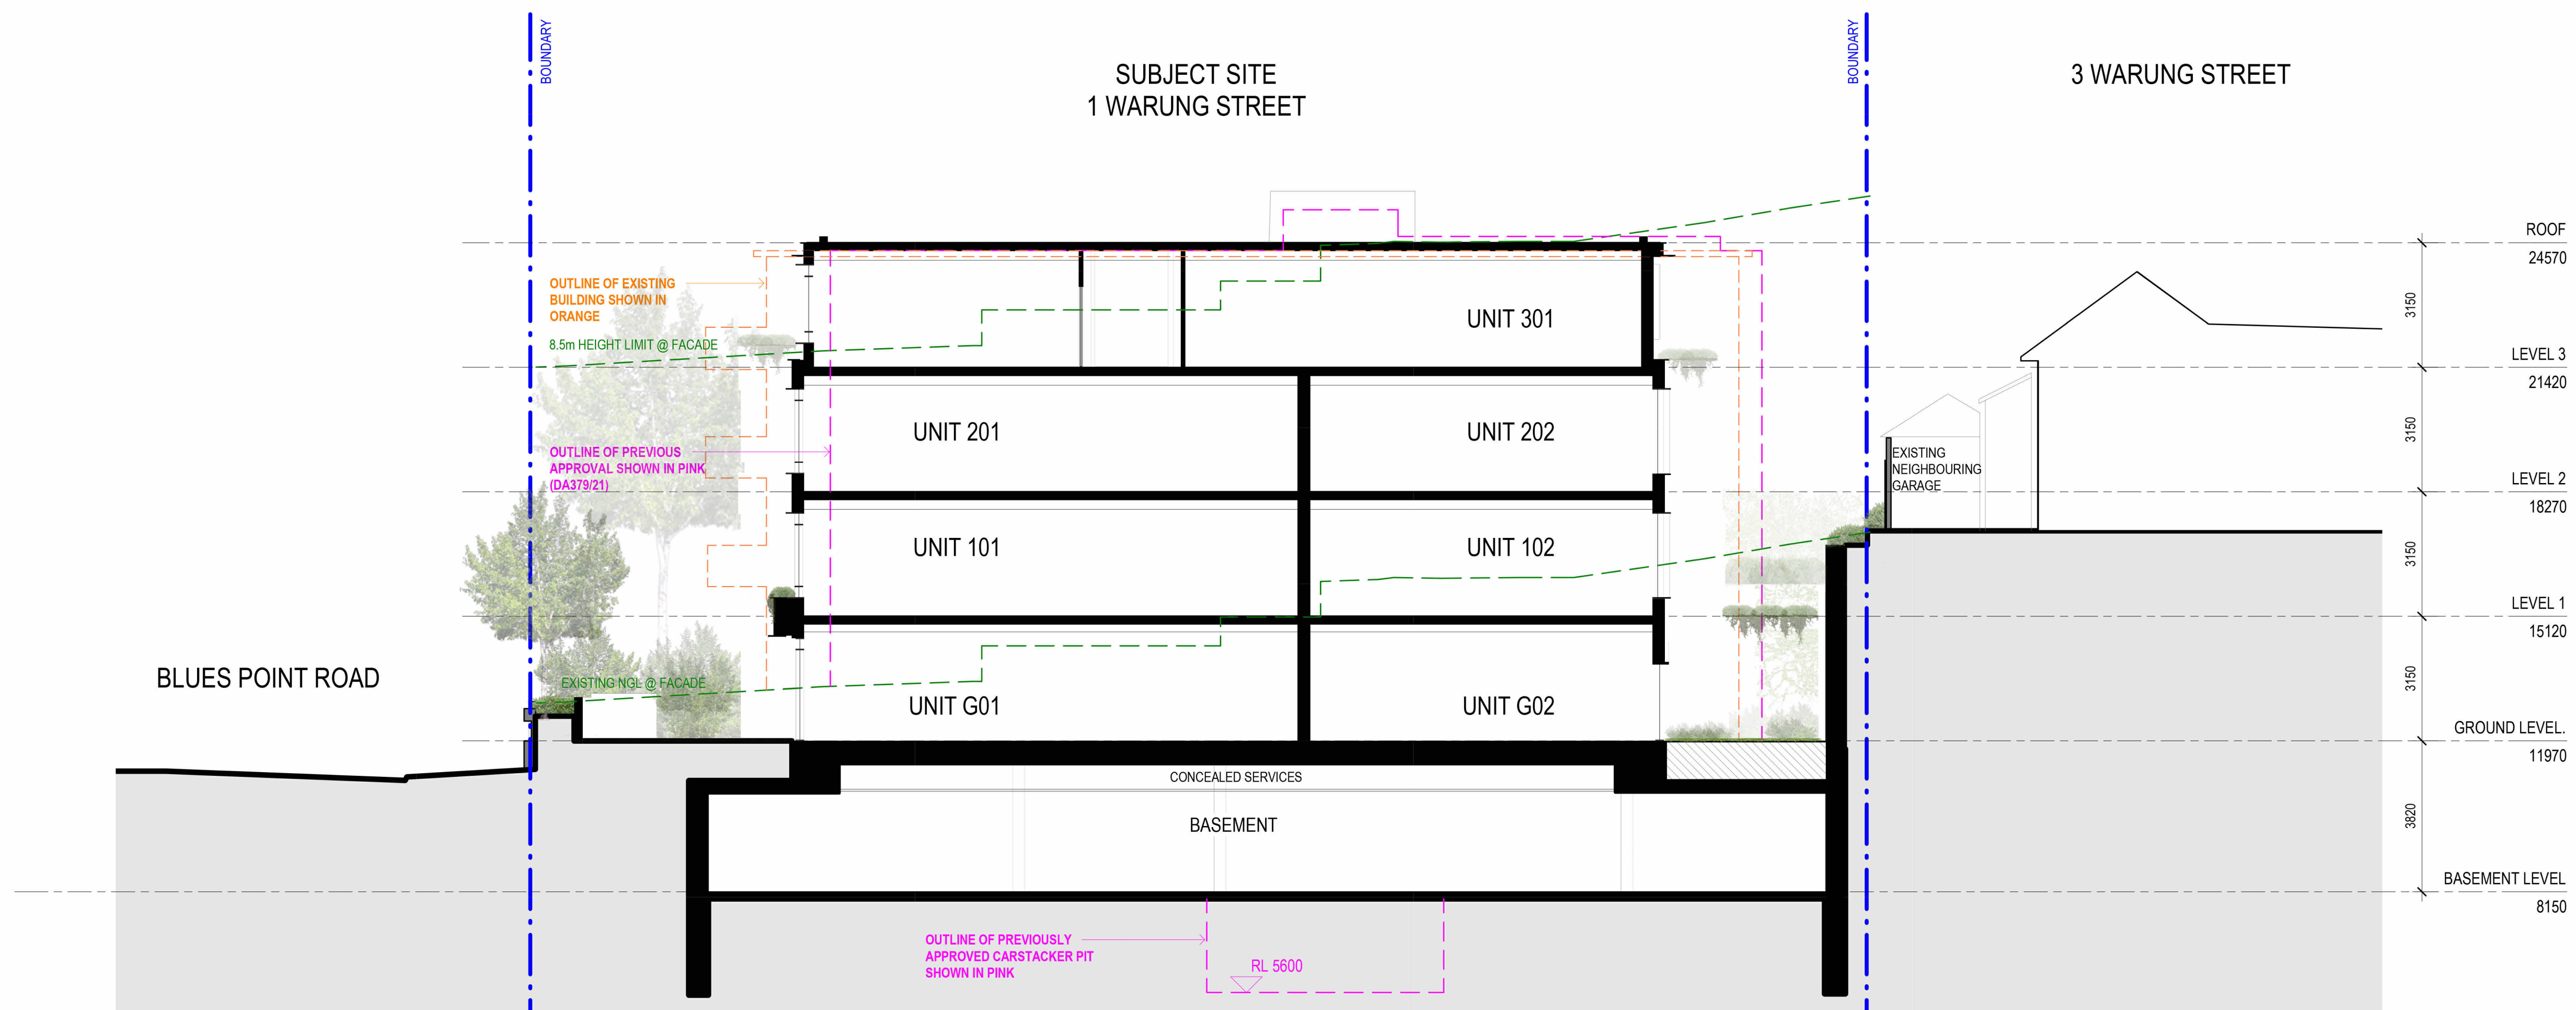 BOUNDARY
BOUNDARY
SUBJECT SITE
1 WARUNG STREET
3 WARUNG STREET
ROOF
24570
OUTLINE OF EXISTING
BUILDING SHOWN IN
ORANGE
3150
UNIT 301
8.5m HEIGHT LIMIT @ FACADE
LEVEL 3
21420
UNIT 201
UNIT 202
3150
OUTLINE OF PREVIOUS
APPROVAL SHOWN IN PINK
(DA379/21)
EXISTING
NEIGHBOURING
GARAGE
LEVEL 2
18270
UNIT 101
UNIT 102
3150
LEVEL 1
15120
BLUES POINT ROAD
EXISTING NGL @ FACADE
3150
UNIT G01
UNIT G02
GROUND LEVEL.
11970
CONCEALED SERVICES
BASEMENT
3820
BASEMENT LEVEL
8150
OUTLINE OF PREVIOUSLY
APPROVED CARSTACKER PIT
SHOWN IN PINK
RL 5600